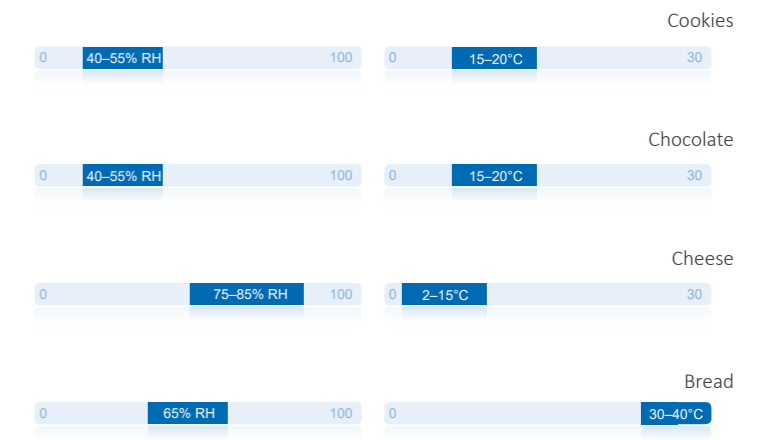 Cookies
0 40–55% RH 100 0 15–20°C 30
Chocolate
0 40–55% RH 100 0 15–20°C 30
Cheese
0 75–85% RH 100 0 2–15°C 30
Bread
0 65% RH 100 0 30–40°C